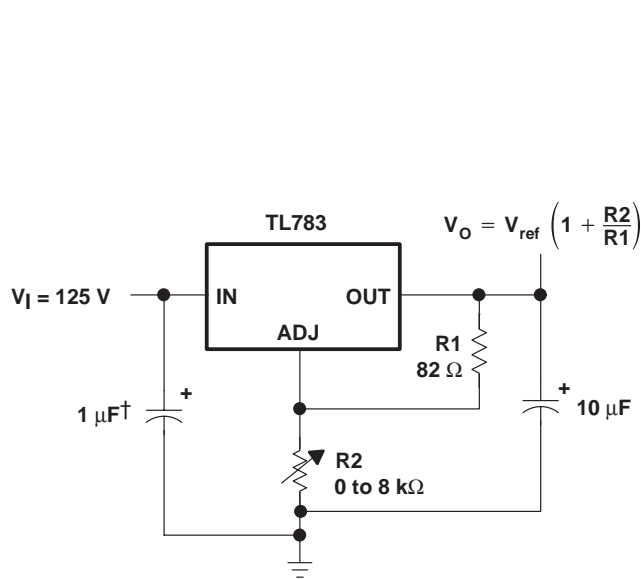 TL783
V_O = V_ref (1 + R2/R1)
V_I = 125 V
IN
OUT
ADJ
R1
82 Ω
1 μF†
+
+
10 μF
R2
0 to 8 kΩ